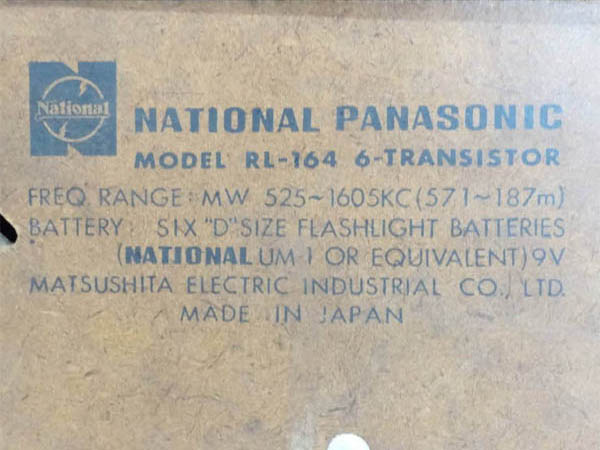 National
NATIONAL PANASONIC
MODEL RL-164 6-TRANSISTOR
FREQ. RANGE: MW 525~1605KC (571~187m)
BATTERY: SIX "D" SIZE FLASHLIGHT BATTERIES
(NATIONAL UM-1 OR EQUIVALENT) 9V
MATSUSHITA ELECTRIC INDUSTRIAL CO., LTD.
MADE IN JAPAN